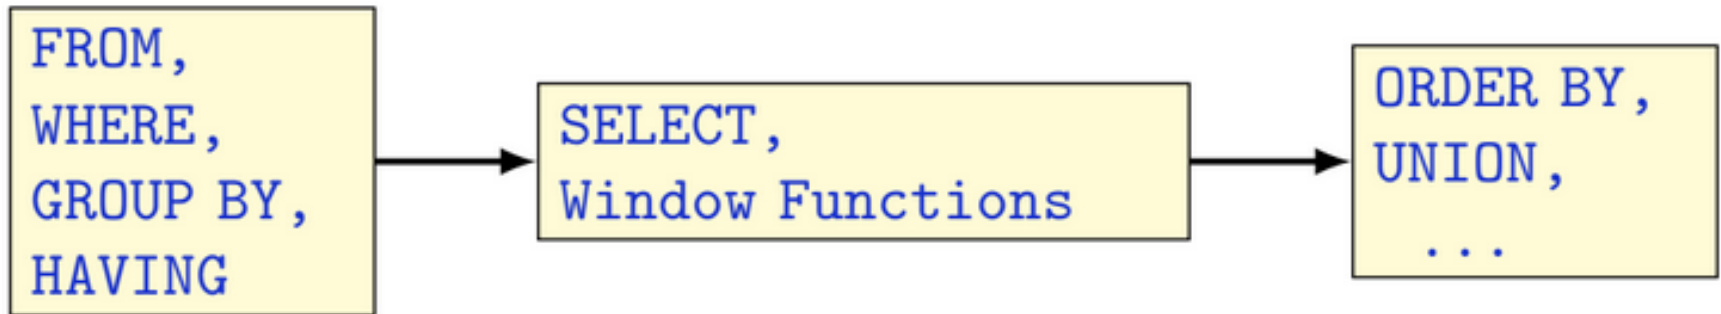 FROM,
WHERE,
GROUP BY,
HAVING
SELECT,
Window Functions
ORDER BY,
UNION,
...